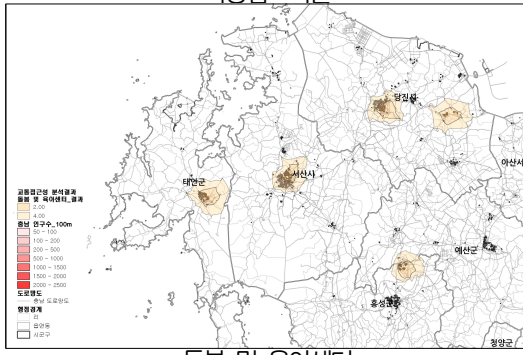 당진시
아산시
서산시
태안군
예산군
홍성군
청양군
교통접근성 분석결과
돌봄 및 육아센터_결과
2.00
4.00
충남 인구수_100m
50 - 100
100 - 200
200 - 500
500 - 1000
1000 - 1500
1500 - 2000
2000 - 2500
도로망도
충남 도로망도
행정경계
리
읍면동
시군구
돌봄 및 육아센터